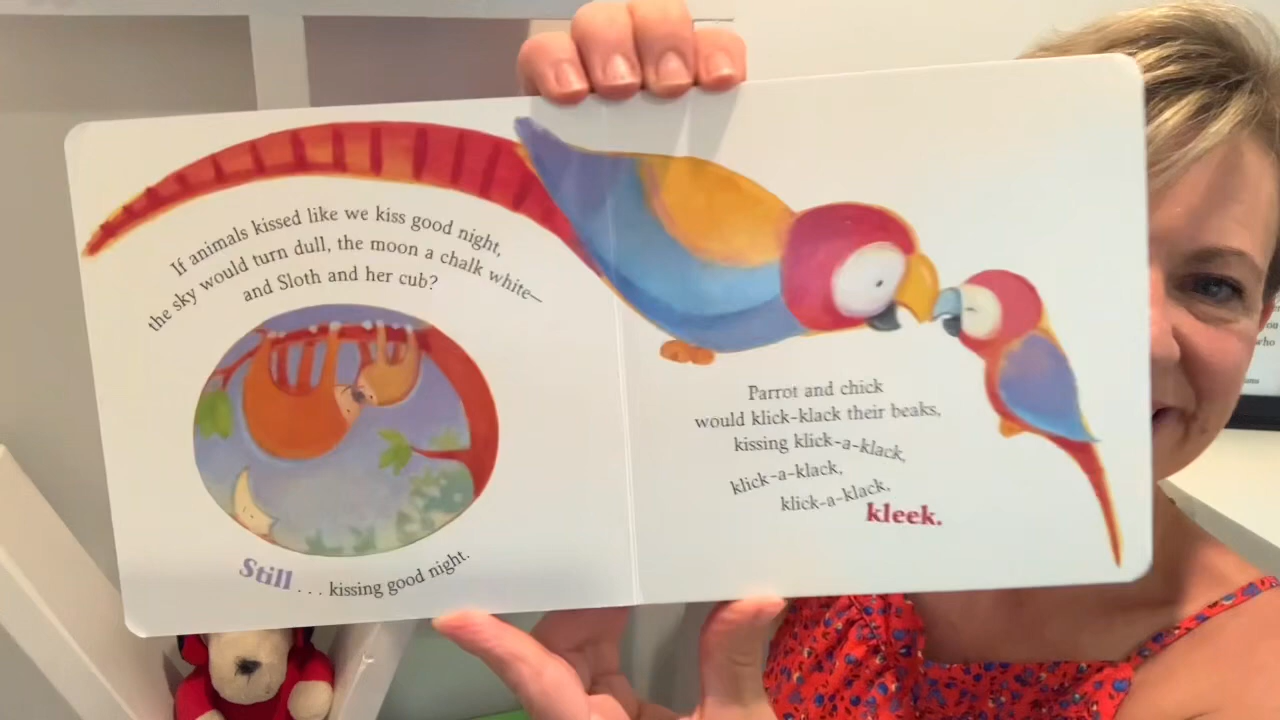 If animals kissed like we kiss good night,
the sky would turn dull, the moon a chalk white—
and Sloth and her cub?
Still . . . kissing good night.
Parrot and chick
would klick-klack their beaks,
kissing klick-a-klack,
klick-a-klack,
klick-a-klack,
kleek.